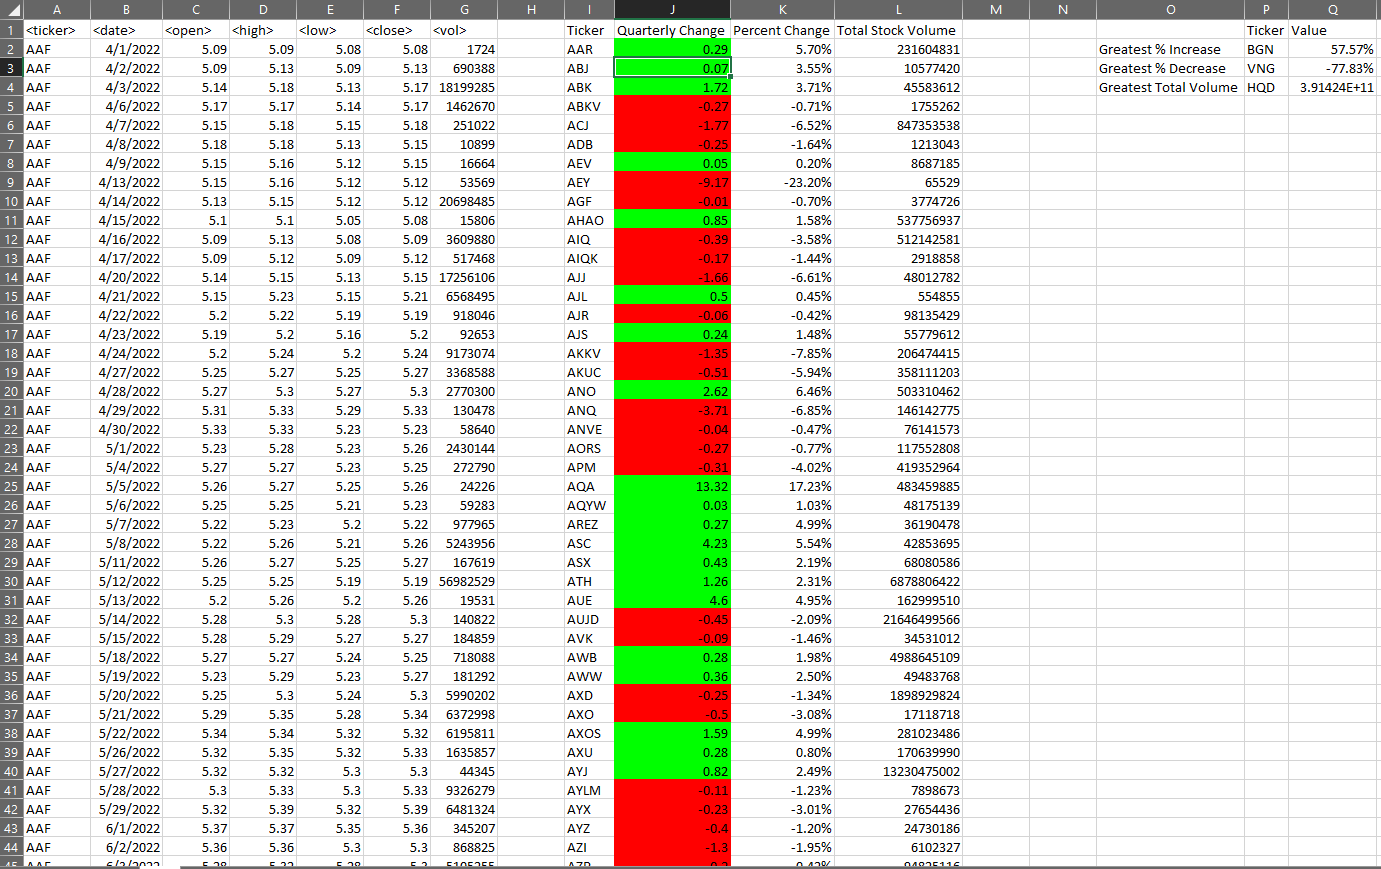 A B C D E F G H I J K L M N O P Q
1 <ticker> <date> <open> <high> <low> <close> <vol> Ticker Quarterly Change Percent Change Total Stock Volume Ticker Value
2 AAF 4/1/2022 5.09 5.09 5.08 5.08 1724 AAR 0.29 5.70% 231604831 Greatest % Increase BGN 57.57%
3 AAF 4/2/2022 5.09 5.13 5.09 5.13 690388 ABJ 0.07 3.55% 10577420 Greatest % Decrease VNG -77.83%
4 AAF 4/3/2022 5.14 5.18 5.13 5.17 18199285 ABK 1.72 3.71% 45583612 Greatest Total Volume HQD 3.91424E+11
5 AAF 4/6/2022 5.17 5.17 5.14 5.17 1462670 ABKV -0.27 -0.71% 1755262
6 AAF 4/7/2022 5.15 5.18 5.15 5.18 251022 ACJ -1.77 -6.52% 847353538
7 AAF 4/8/2022 5.18 5.18 5.13 5.15 10899 ADB -0.25 -1.64% 1213043
8 AAF 4/9/2022 5.15 5.16 5.12 5.15 16664 AEV 0.05 0.20% 8687185
9 AAF 4/13/2022 5.15 5.16 5.12 5.12 53569 AEY -9.17 -23.20% 65529
10 AAF 4/14/2022 5.13 5.15 5.12 5.12 20698485 AGF -0.01 -0.70% 3774726
11 AAF 4/15/2022 5.1 5.1 5.05 5.08 15806 AHAO 0.85 1.58% 537756937
12 AAF 4/16/2022 5.09 5.13 5.08 5.09 3609880 AIQ -0.39 -3.58% 512142581
13 AAF 4/17/2022 5.09 5.12 5.09 5.12 517468 AIQK -0.17 -1.44% 2918858
14 AAF 4/20/2022 5.14 5.15 5.13 5.15 17256106 AJJ -1.66 -6.61% 48012782
15 AAF 4/21/2022 5.15 5.23 5.15 5.21 6568495 AJL 0.5 0.45% 554855
16 AAF 4/22/2022 5.2 5.22 5.19 5.19 918046 AJR -0.06 -0.42% 98135429
17 AAF 4/23/2022 5.19 5.2 5.16 5.2 92653 AJS 0.24 1.48% 55779612
18 AAF 4/24/2022 5.2 5.24 5.2 5.24 9173074 AKKV -1.35 -7.85% 206474415
19 AAF 4/27/2022 5.25 5.27 5.25 5.27 3368588 AKUC -0.51 -5.94% 358111203
20 AAF 4/28/2022 5.27 5.3 5.27 5.3 2770300 ANO 2.62 6.46% 503310462
21 AAF 4/29/2022 5.31 5.33 5.29 5.33 130478 ANQ -3.71 -6.85% 146142775
22 AAF 4/30/2022 5.33 5.33 5.23 5.23 58640 ANVE -0.04 -0.47% 76141573
23 AAF 5/1/2022 5.23 5.28 5.23 5.26 2430144 AORS -0.27 -0.77% 117552808
24 AAF 5/4/2022 5.27 5.27 5.23 5.25 272790 APM -0.31 -4.02% 419352964
25 AAF 5/5/2022 5.26 5.27 5.25 5.26 24226 AQA 13.32 17.23% 483459885
26 AAF 5/6/2022 5.25 5.25 5.21 5.23 59283 AQYW 0.03 1.03% 48175139
27 AAF 5/7/2022 5.22 5.23 5.2 5.22 977965 AREZ 0.27 4.99% 36190478
28 AAF 5/8/2022 5.22 5.26 5.21 5.26 5243956 ASC 4.23 5.54% 42853695
29 AAF 5/11/2022 5.26 5.27 5.25 5.27 167619 ASX 0.43 2.19% 68080586
30 AAF 5/12/2022 5.25 5.25 5.19 5.19 56982529 ATH 1.26 2.31% 6878806422
31 AAF 5/13/2022 5.2 5.26 5.2 5.26 19531 AUE 4.6 4.95% 162999510
32 AAF 5/14/2022 5.28 5.3 5.28 5.3 140822 AUJD -0.45 -2.09% 21646499566
33 AAF 5/15/2022 5.28 5.29 5.27 5.27 184859 AVK -0.09 -1.46% 34531012
34 AAF 5/18/2022 5.27 5.27 5.24 5.25 718088 AWB 0.28 1.98% 4988645109
35 AAF 5/19/2022 5.23 5.29 5.23 5.27 181292 AWW 0.36 2.50% 49483768
36 AAF 5/20/2022 5.25 5.3 5.24 5.3 5990202 AXD -0.25 -1.34% 1898929824
37 AAF 5/21/2022 5.29 5.35 5.28 5.34 6372998 AXO -0.5 -3.08% 17118718
38 AAF 5/22/2022 5.34 5.34 5.32 5.32 6195811 AXOS 1.59 4.99% 281023486
39 AAF 5/26/2022 5.32 5.35 5.32 5.33 1635857 AXU 0.28 0.80% 170639990
40 AAF 5/27/2022 5.32 5.32 5.3 5.3 44345 AYJ 0.82 2.49% 13230475002
41 AAF 5/28/2022 5.3 5.33 5.3 5.33 9326279 AYLM -0.11 -1.23% 7898673
42 AAF 5/29/2022 5.32 5.39 5.32 5.39 6481324 AYX -0.23 -3.01% 27654436
43 AAF 6/1/2022 5.37 5.37 5.35 5.36 345207 AYZ -0.4 -1.20% 24730186
44 AAF 6/2/2022 5.36 5.36 5.3 5.3 868825 AZI -1.3 -1.95% 6102327